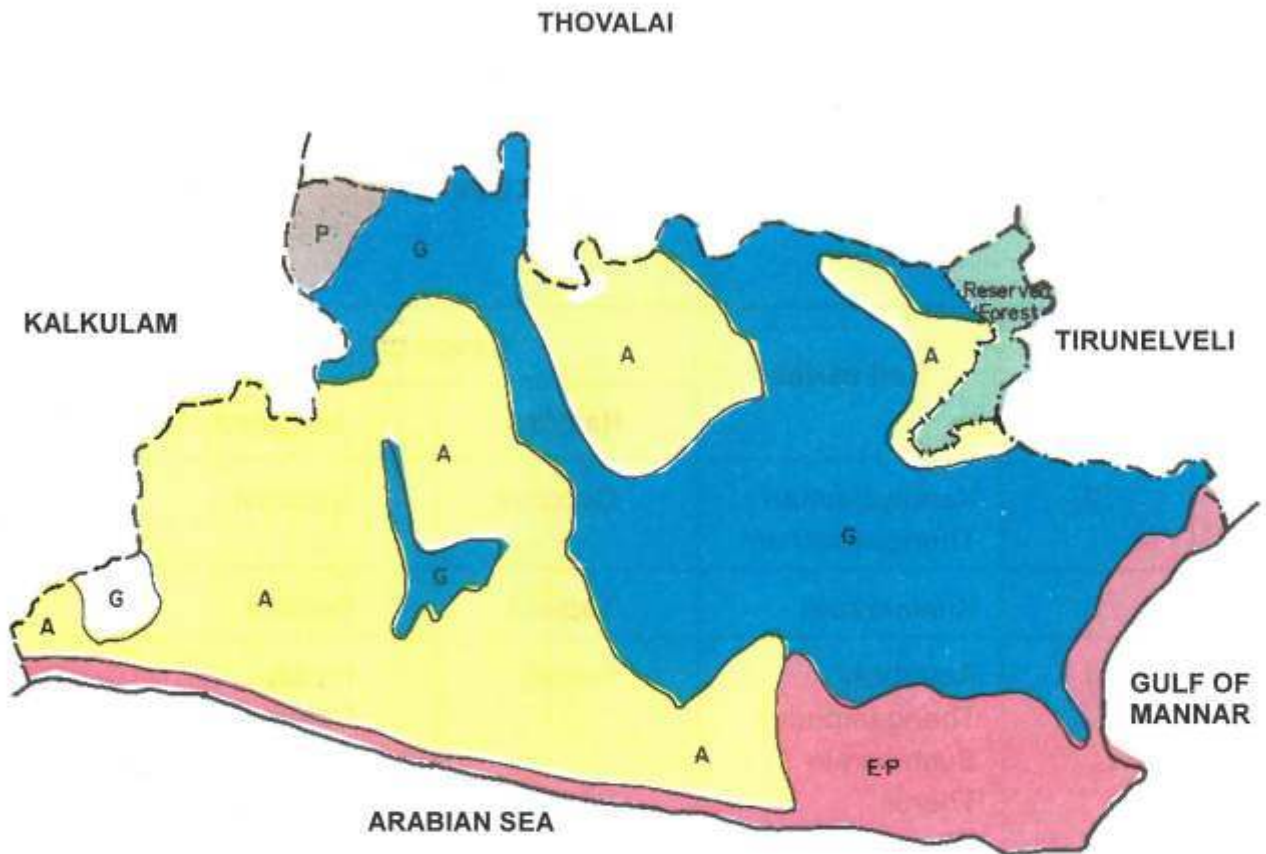 THOVALAI
P
G
KALKULAM
Reserved
Forest
TIRUNELVELI
A
A
A
G
G
G
A
A
GULF OF
MANNAR
A
E.P
ARABIAN SEA